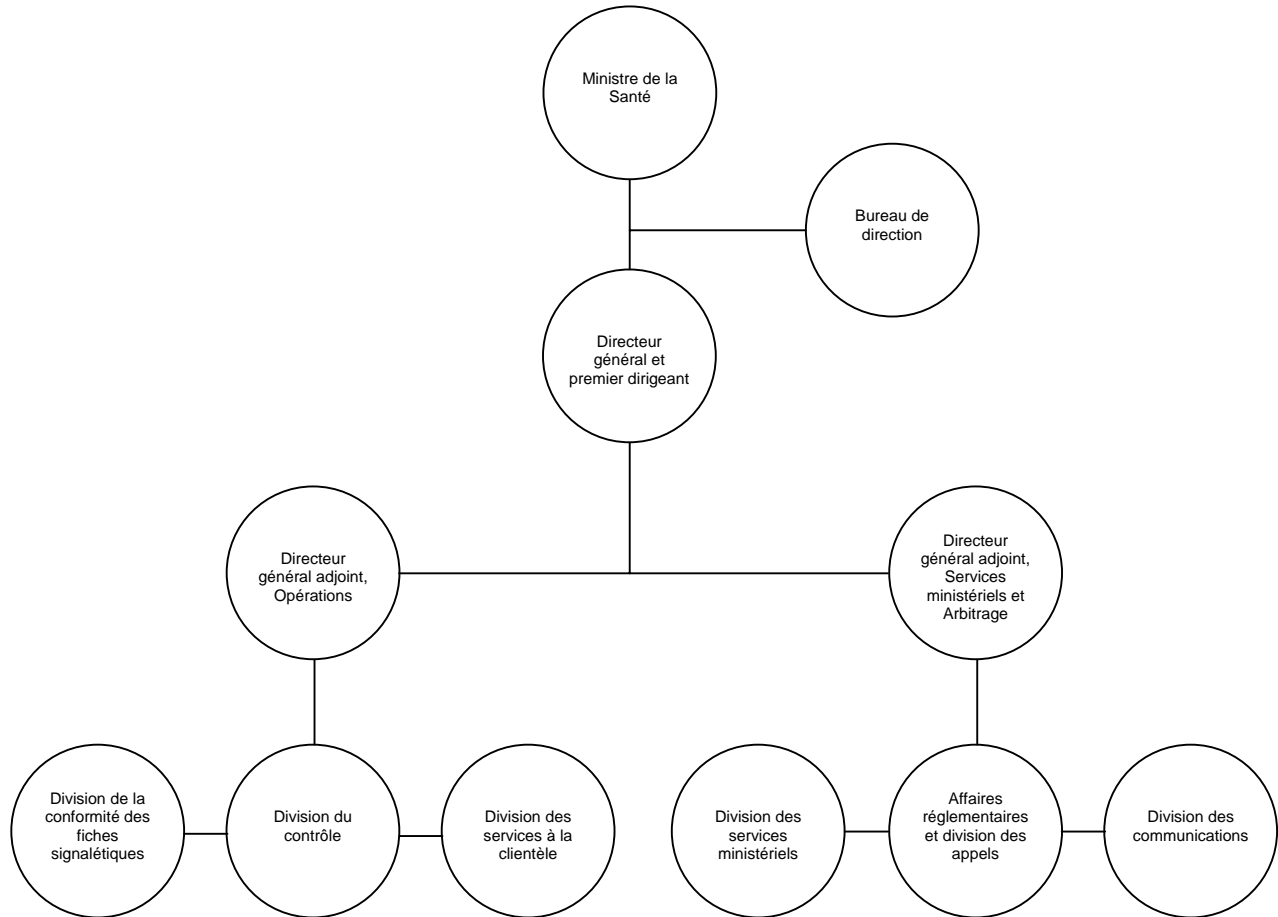 Ministre de la
Santé
Bureau de
direction
Directeur
général et
premier dirigeant
Directeur
général adjoint,
Opérations
Directeur
général adjoint,
Services
ministériels et
Arbitrage
Division de la
conformité des
fiches
signalétiques
Division du
contrôle
Division des
services à la
clientèle
Division des
services
ministériels
Affaires
réglementaires
et division des
appels
Division des
communications